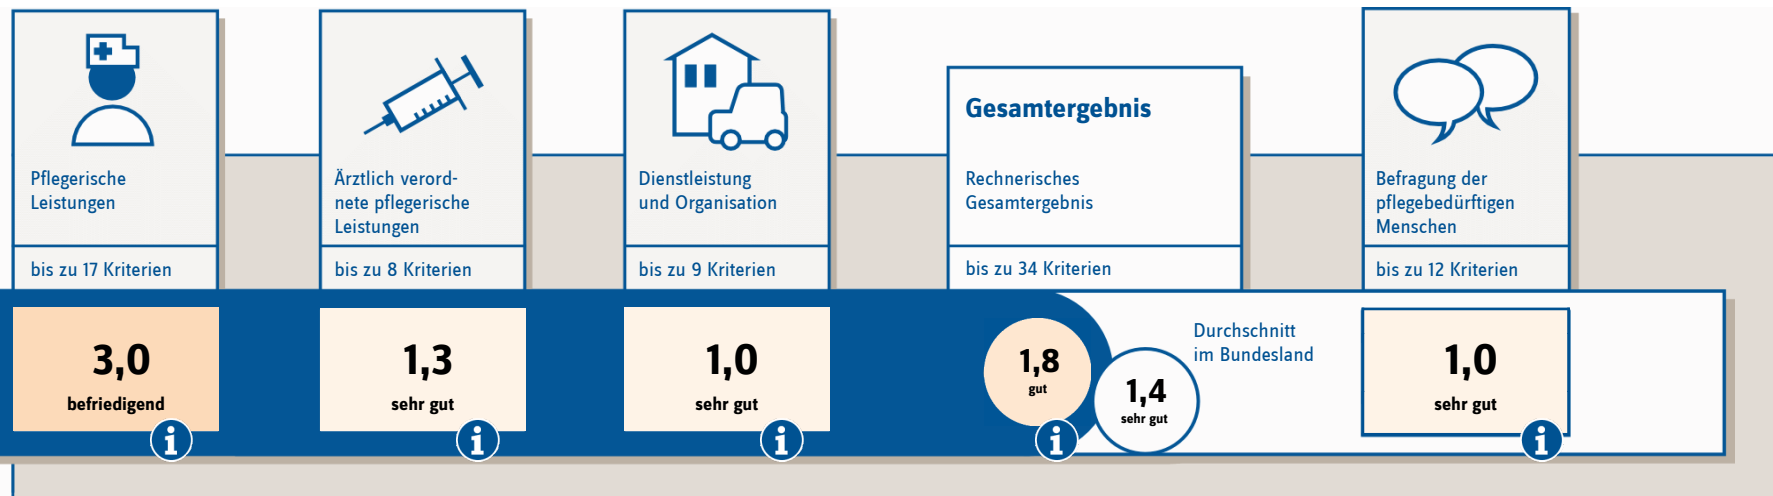 Pflegerische
Leistungen
bis zu 17 Kriterien
3,0
befriedigend
i
Ärztlich verord-
nete pflegerische
Leistungen
bis zu 8 Kriterien
1,3
sehr gut
i
Dienstleistung
und Organisation
bis zu 9 Kriterien
1,0
sehr gut
i
Gesamtergebnis
Rechnerisches
Gesamtergebnis
bis zu 34 Kriterien
1,8
gut
i
Durchschnitt
im Bundesland
1,4
sehr gut
Befragung der
pflegebedürftigen
Menschen
bis zu 12 Kriterien
1,0
sehr gut
i